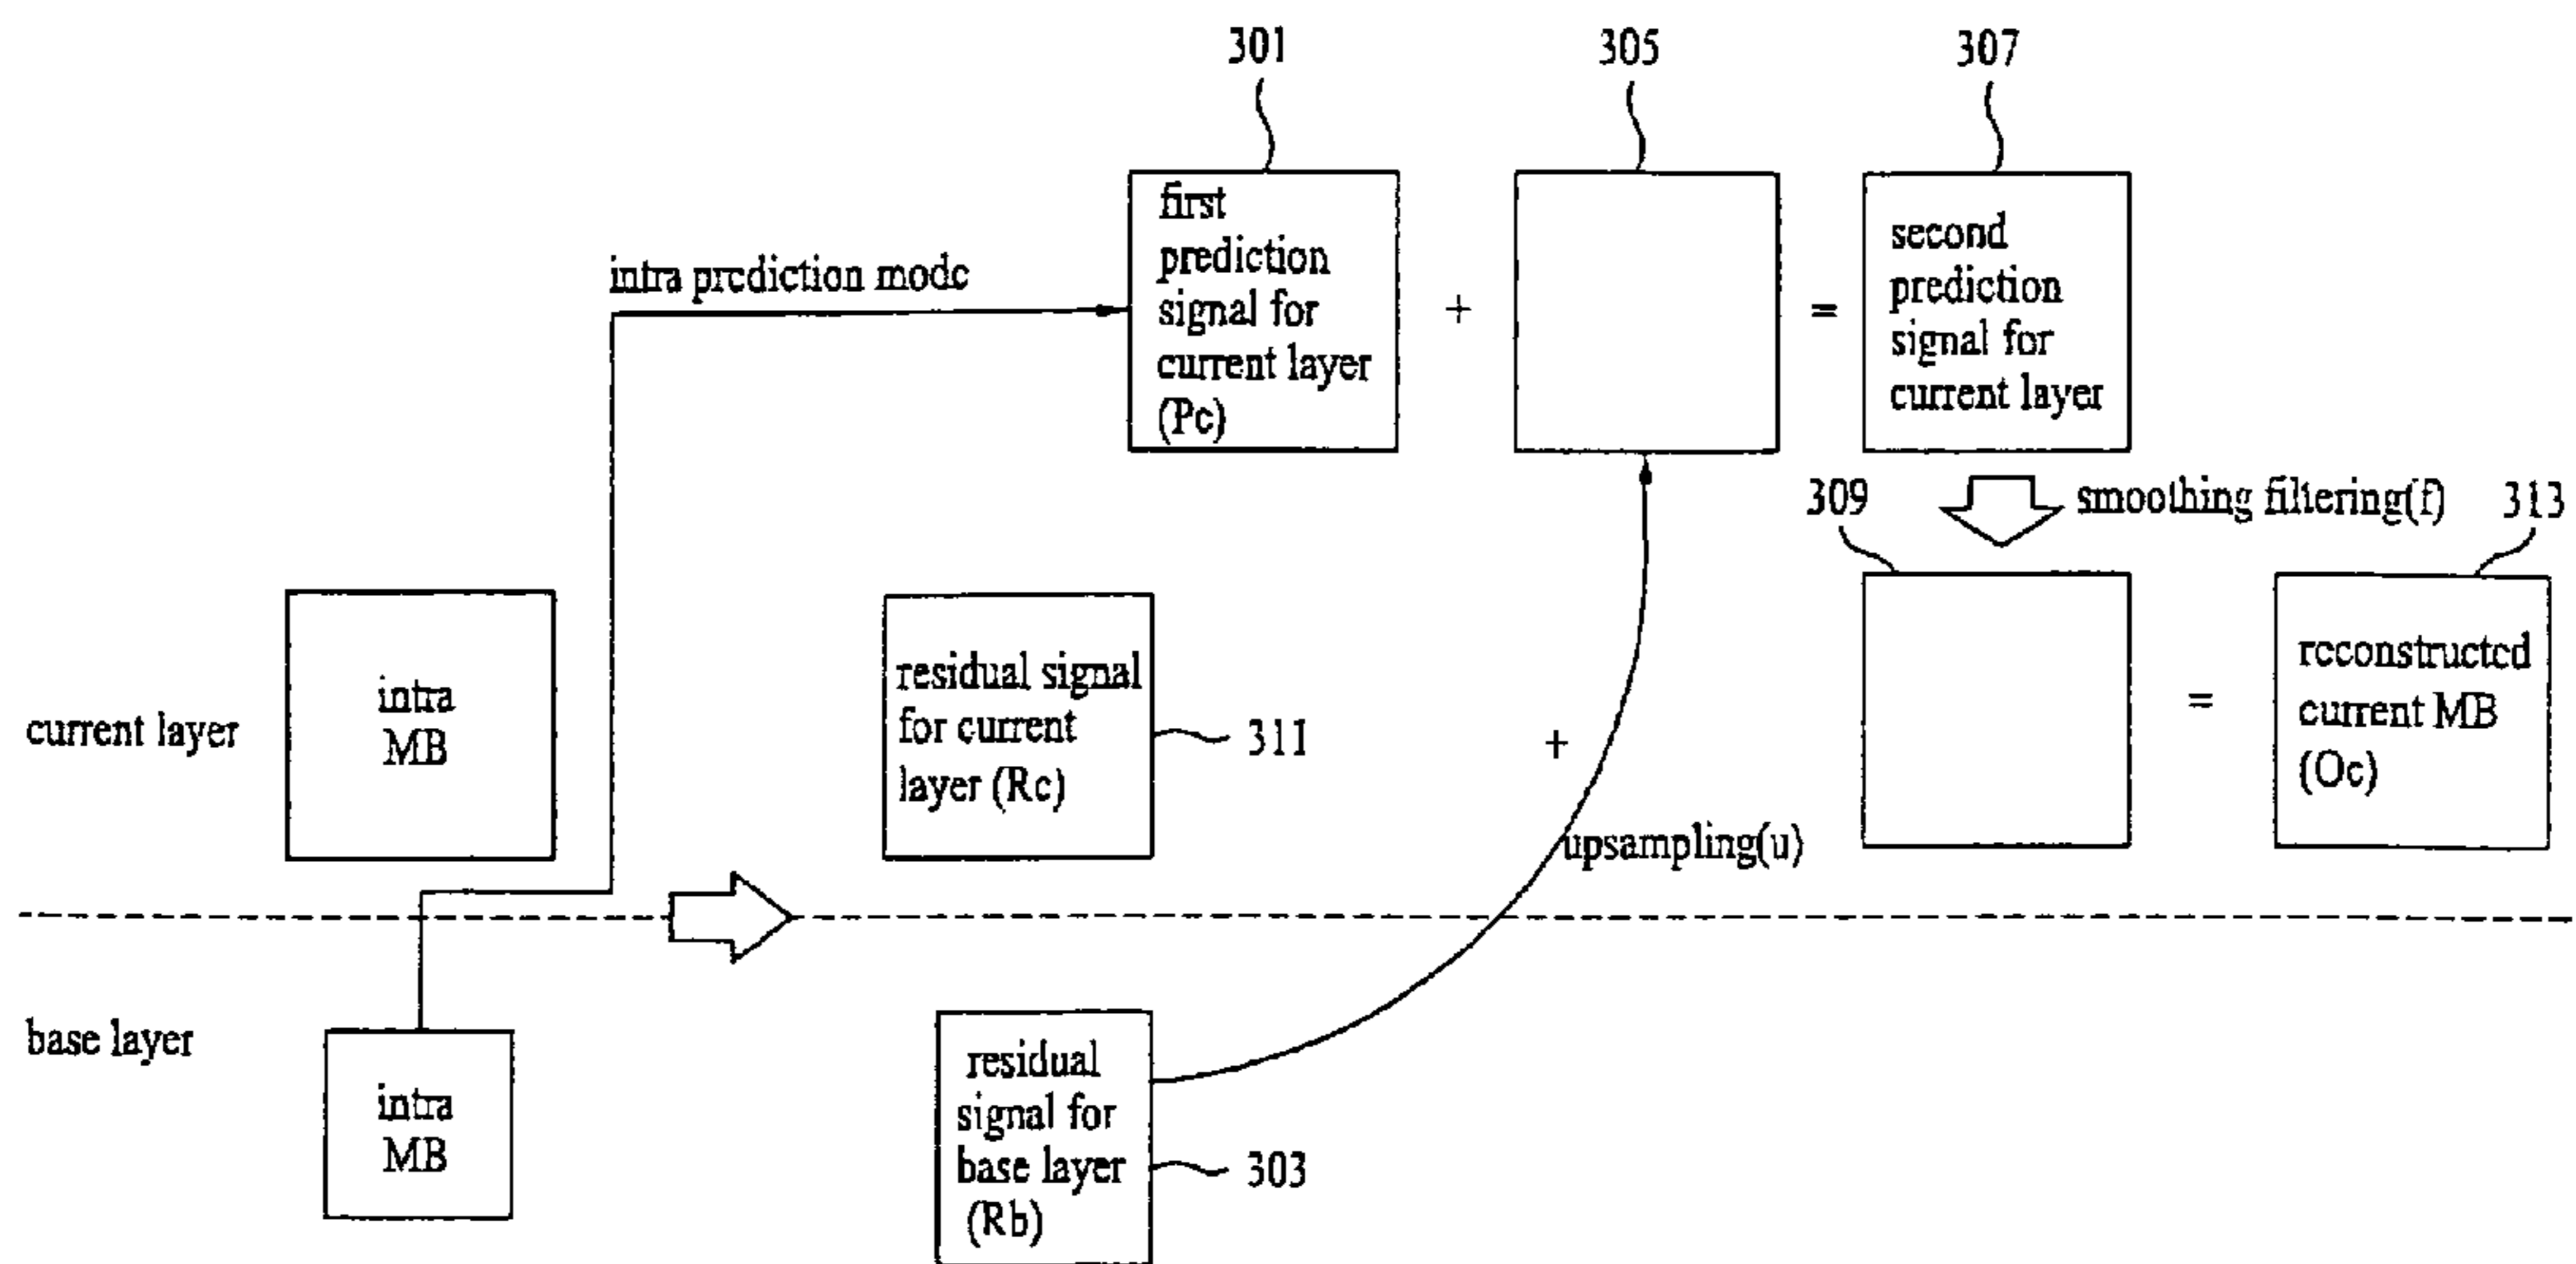 301
305
307
first
prediction
signal for
current layer
(Pc)
+
=
second
prediction
signal for
current layer
intra prediction mode
309
smoothing filtering(f)
313
current layer
intra
MB
residual signal
for current
layer (Rc)
311
+
upsampling(u)
=
reconstructed
current MB
(Oc)
base layer
intra
MB
residual
signal for
base layer
(Rb)
303